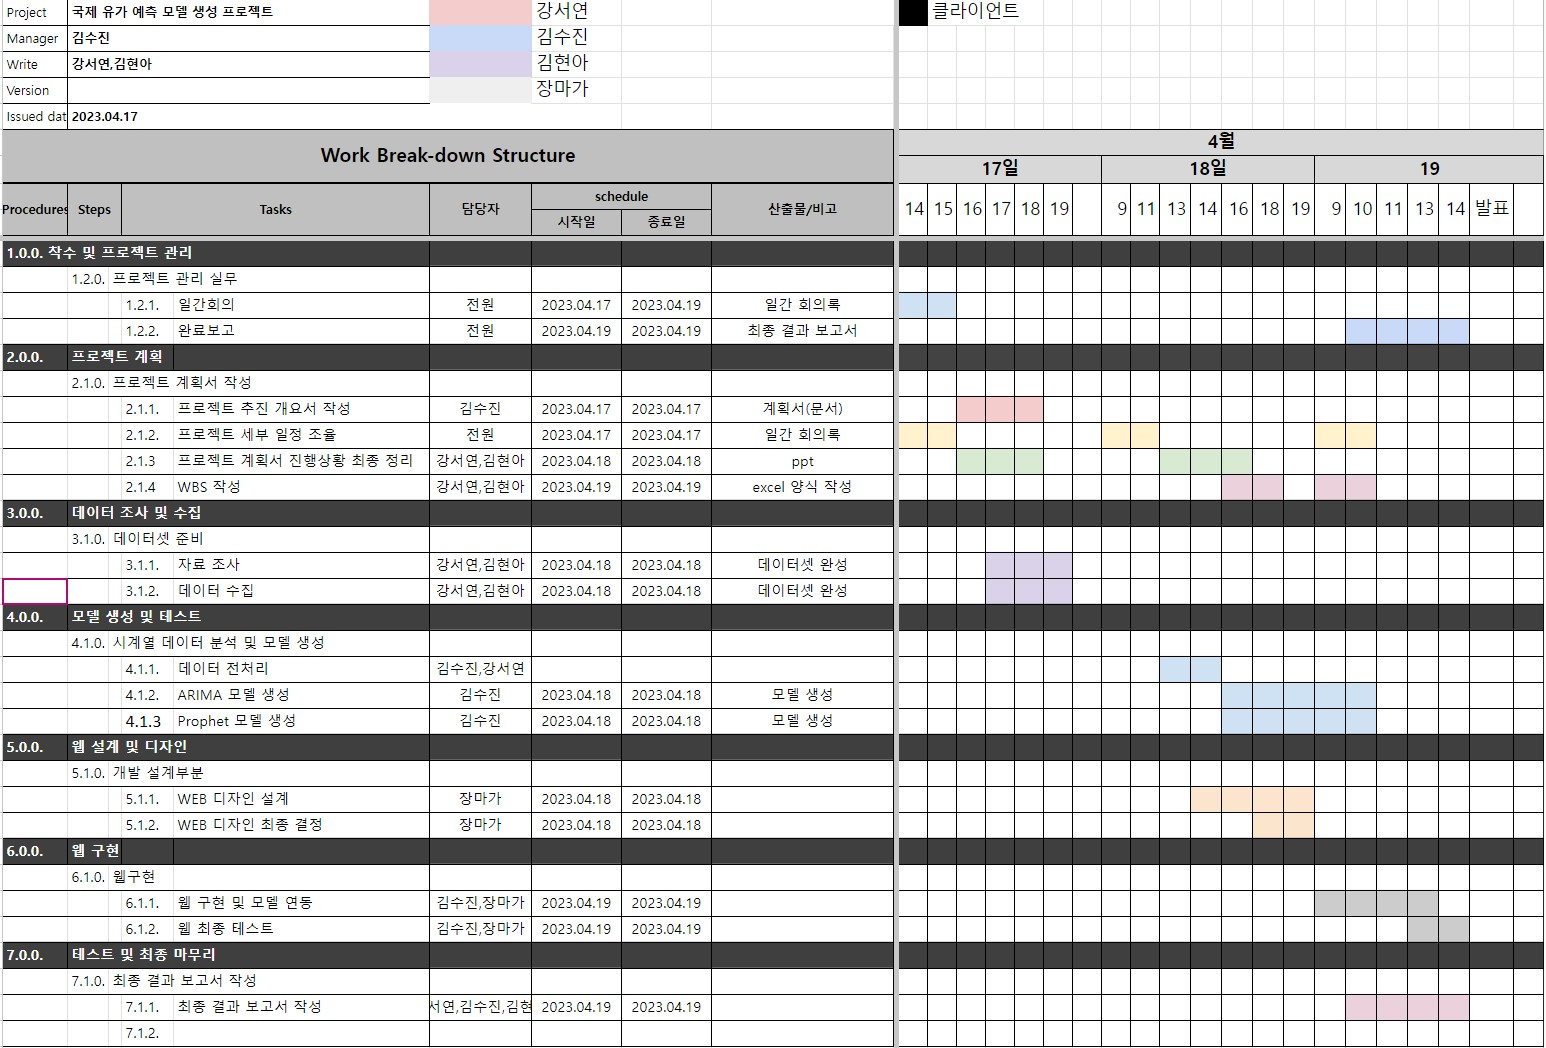 Project 국제 유가 예측 모델 생성 프로젝트 강서연 클라이언트
Manager 김수진 김수진
Write 강서연,김현아 김현아
Version 장마가
Issued dat 2023.04.17
4월
Work Break-down Structure
17일 18일 19
Procedures Steps Tasks 담당자 schedule 산출물/비고
시작일 종료일
14 15 16 17 18 19 9 11 13 14 16 18 19 9 10 11 13 14 발표
1.0.0. 착수 및 프로젝트 관리
1.2.0. 프로젝트 관리 실무
1.2.1. 일간회의 전원 2023.04.17 2023.04.19 일간 회의록
1.2.2. 완료보고 전원 2023.04.19 2023.04.19 최종 결과 보고서
2.0.0. 프로젝트 계획
2.1.0. 프로젝트 계획서 작성
2.1.1. 프로젝트 추진 개요서 작성 김수진 2023.04.17 2023.04.17 계획서(문서)
2.1.2. 프로젝트 세부 일정 조율 전원 2023.04.17 2023.04.17 일간 회의록
2.1.3 프로젝트 계획서 진행상황 최종 정리 강서연,김현아 2023.04.18 2023.04.18 ppt
2.1.4 WBS 작성 강서연,김현아 2023.04.19 2023.04.19 excel 양식 작성
3.0.0. 데이터 조사 및 수집
3.1.0. 데이터셋 준비
3.1.1. 자료 조사 강서연,김현아 2023.04.18 2023.04.18 데이터셋 완성
3.1.2. 데이터 수집 강서연,김현아 2023.04.18 2023.04.18 데이터셋 완성
4.0.0. 모델 생성 및 테스트
4.1.0. 시계열 데이터 분석 및 모델 생성
4.1.1. 데이터 전처리 김수진,강서연
4.1.2. ARIMA 모델 생성 김수진 2023.04.18 2023.04.18 모델 생성
4.1.3 Prophet 모델 생성 김수진 2023.04.18 2023.04.18 모델 생성
5.0.0. 웹 설계 및 디자인
5.1.0. 개발 설계부분
5.1.1. WEB 디자인 설계 장마가 2023.04.18 2023.04.18
5.1.2. WEB 디자인 최종 결정 장마가 2023.04.18 2023.04.18
6.0.0. 웹 구현
6.1.0. 웹구현
6.1.1. 웹 구현 및 모델 연동 김수진,장마가 2023.04.19 2023.04.19
6.1.2. 웹 최종 테스트 김수진,장마가 2023.04.19 2023.04.19
7.0.0. 테스트 및 최종 마무리
7.1.0. 최종 결과 보고서 작성
7.1.1. 최종 결과 보고서 작성 서연,김수진,김현 2023.04.19 2023.04.19
7.1.2.